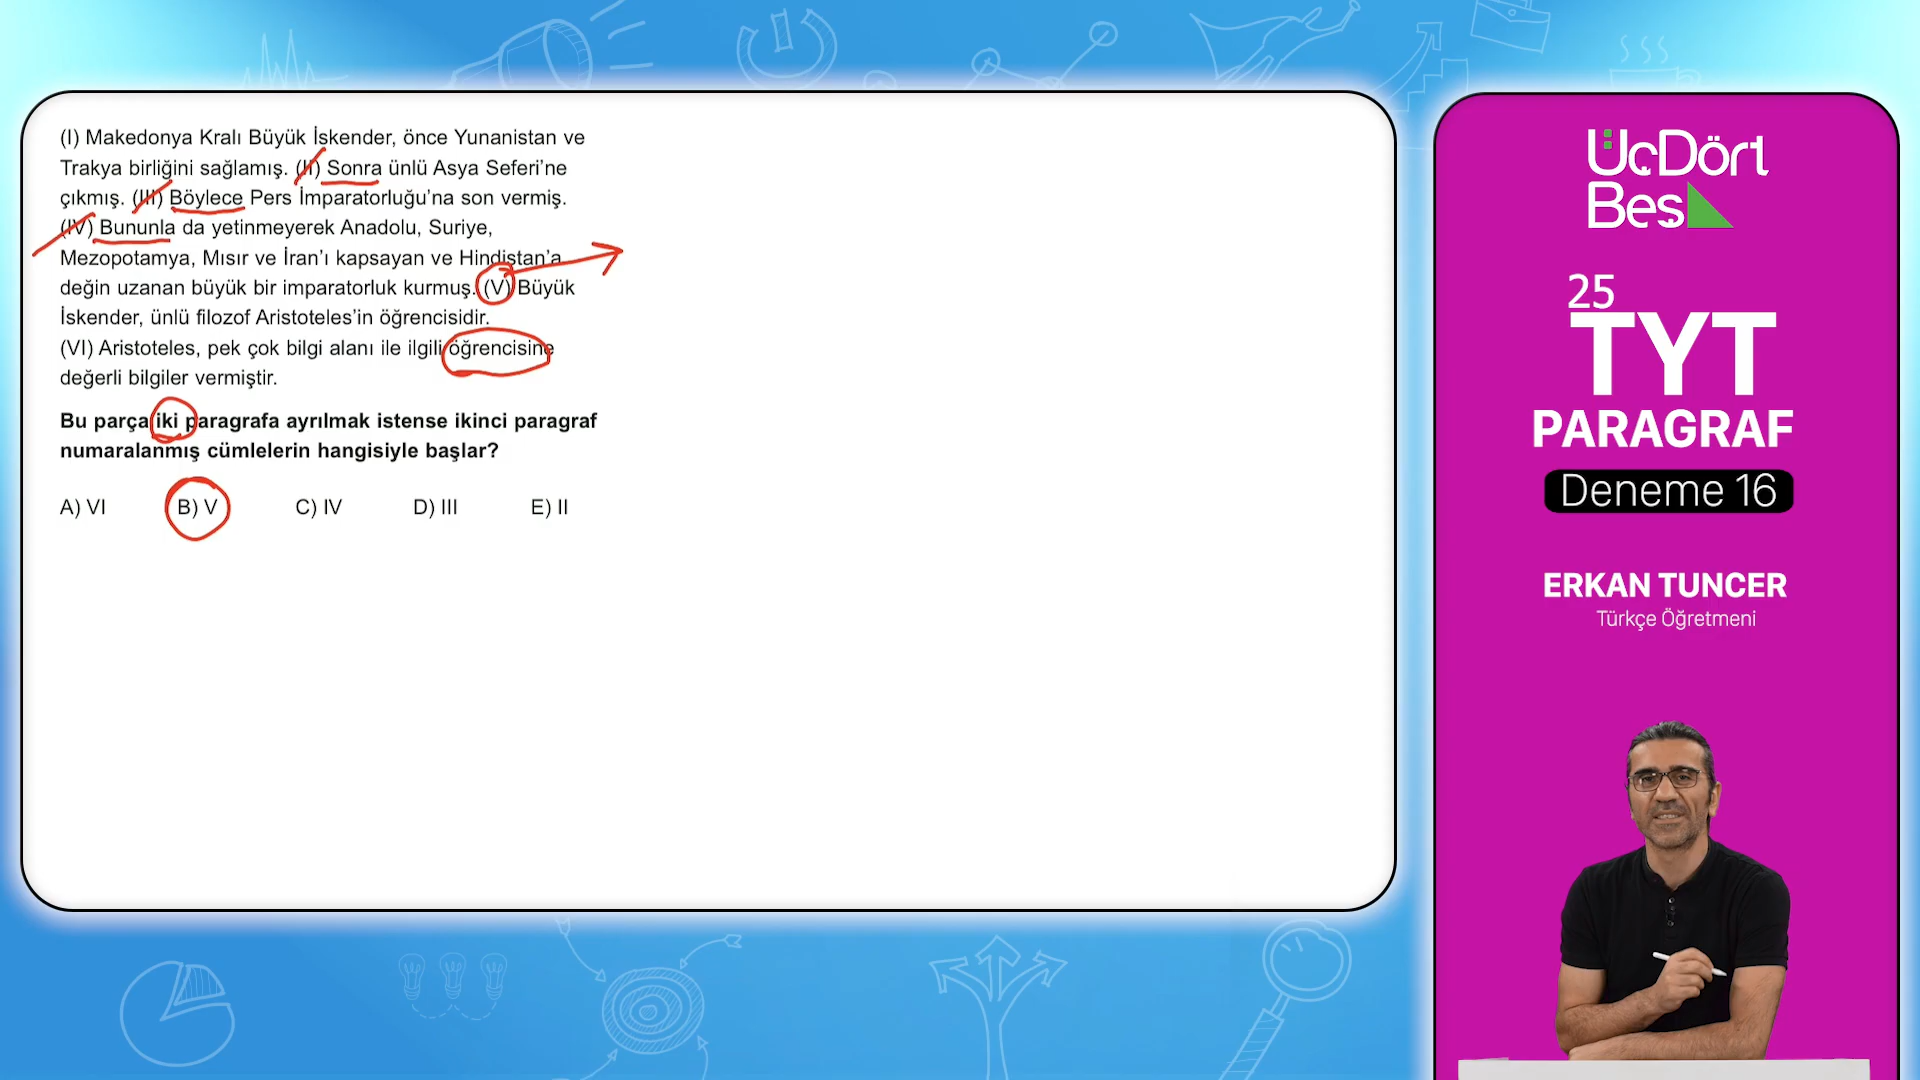 (I) Makedonya Kralı Büyük İskender, önce Yunanistan ve
Trakya birliğini sağlamış. (II) Sonra ünlü Asya Seferi’ne
çıkmış. (III) Böylece Pers İmparatorluğu’na son vermiş.
(IV) Bununla da yetinmeyerek Anadolu, Suriye,
Mezopotamya, Mısır ve İran’ı kapsayan ve Hindistan’a
değin uzanan büyük bir imparatorluk kurmuş. (V) Büyük
İskender, ünlü filozof Aristoteles’in öğrencisidir.
(VI) Aristoteles, pek çok bilgi alanı ile ilgili öğrencisine
değerli bilgiler vermiştir.
Bu parça iki paragrafa ayrılmak istense ikinci paragraf
numaralanmış cümlelerin hangisiyle başlar?
A) VI B) V C) IV D) III E) II
ÜçDört
Beş
25
TYT
PARAGRAF
Deneme 16
ERKAN TUNCER
Türkçe Öğretmeni